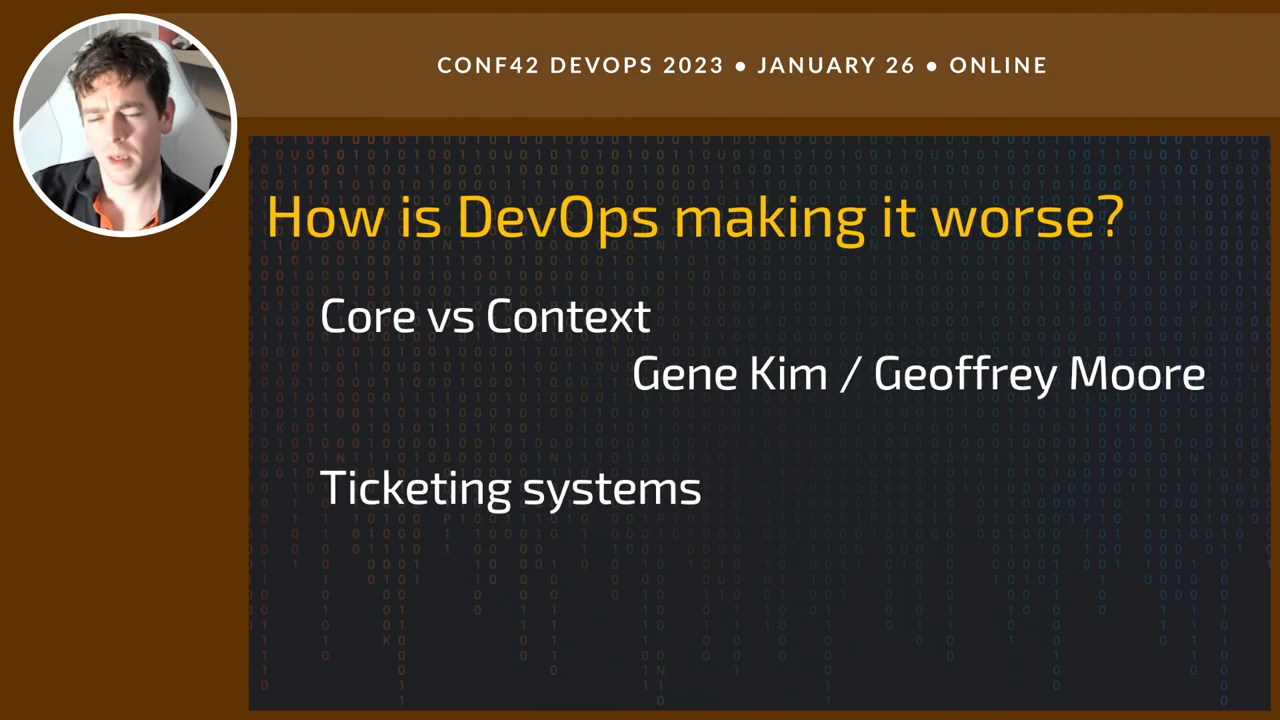 CONF42 DEVOPS 2023 ● JANUARY 26 ● ONLINE
How is DevOps making it worse?
Core vs Context
Gene Kim / Geoffrey Moore
Ticketing systems